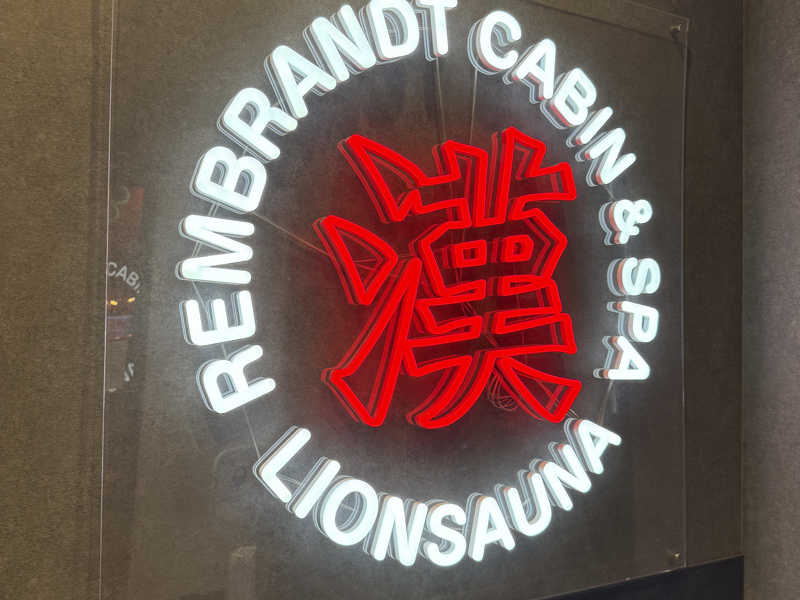 REMBRANDT CABIN & SPA
漢
LIONSAUNA